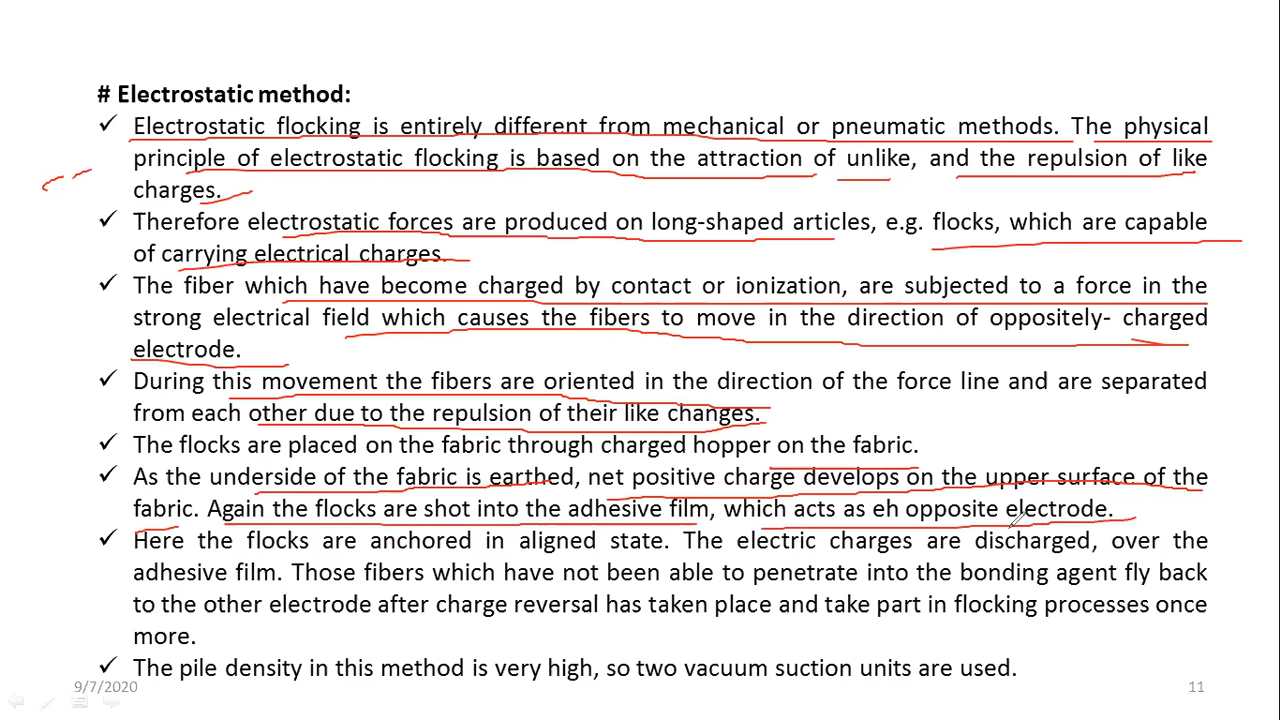 # Electrostatic method:
✓ Electrostatic flocking is entirely different from mechanical or pneumatic methods. The physical
principle of electrostatic flocking is based on the attraction of unlike, and the repulsion of like
charges.
✓ Therefore electrostatic forces are produced on long-shaped articles, e.g. flocks, which are capable
of carrying electrical charges.
✓ The fiber which have become charged by contact or ionization, are subjected to a force in the
strong electrical field which causes the fibers to move in the direction of oppositely- charged
electrode.
✓ During this movement the fibers are oriented in the direction of the force line and are separated
from each other due to the repulsion of their like changes.
✓ The flocks are placed on the fabric through charged hopper on the fabric.
✓ As the underside of the fabric is earthed, net positive charge develops on the upper surface of the
fabric. Again the flocks are shot into the adhesive film, which acts as eh opposite electrode.
✓ Here the flocks are anchored in aligned state. The electric charges are discharged, over the
adhesive film. Those fibers which have not been able to penetrate into the bonding agent fly back
to the other electrode after charge reversal has taken place and take part in flocking processes once
more.
✓ The pile density in this method is very high, so two vacuum suction units are used.
9/7/2020
11